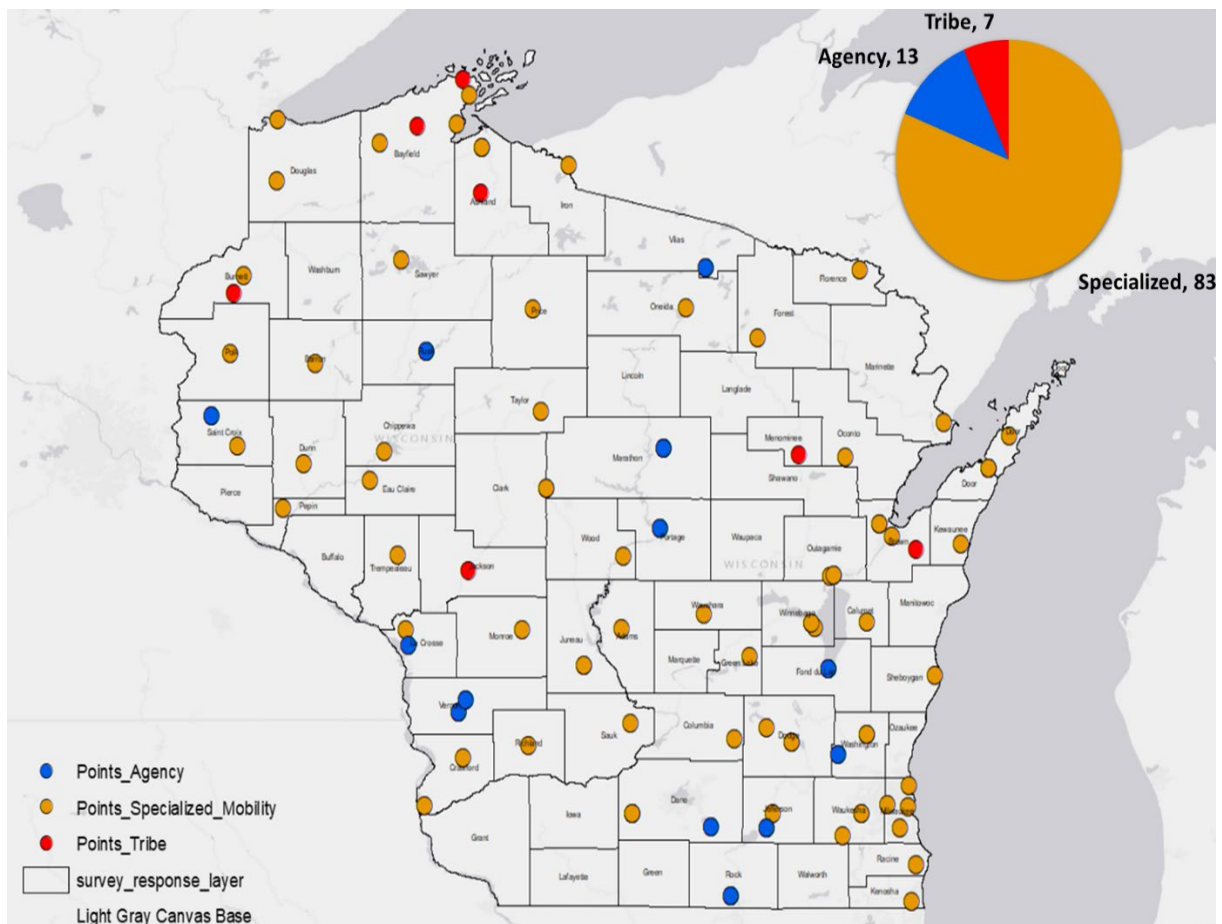 Tribe, 7
Agency, 13
Specialized, 83
Douglas
Bayfield
Ashland
Iron
Vilas
Burnett
Washburn
Sawyer
Florence
Oneida
Forest
Price
Polk
Barron
Marinette
Lincoln
Langlade
Taylor
Saint Croix
Chippewa
WISCONSIN
Dunn
Menominee
Oconto
Door
Marathon
Shawano
Door
Pierce
Eau Claire
Clark
Pepin
Wood
Portage
Waupaca
Outagamie
Brown
Kewaunee
Buffalo
Trempealeau
Jackson
WISCONSIN
Waushara
Winnebago
Calumet
Manitowoc
La Crosse
Monroe
Juneau
Adams
Marquette
Green Lake
Sheboygan
Vernon
Sauk
Columbia
Dodge
Washington
Ozaukee
Richland
Crawford
Points_Agency
Points_Specialized_Mobility
Points_Tribe
survey_response_layer
Light Gray Canvas Base
Dane
Iowa
Jefferson
Waukesha
Milwaukee
Grant
Lafayette
Green
Rock
Walworth
Racine
Kenosha